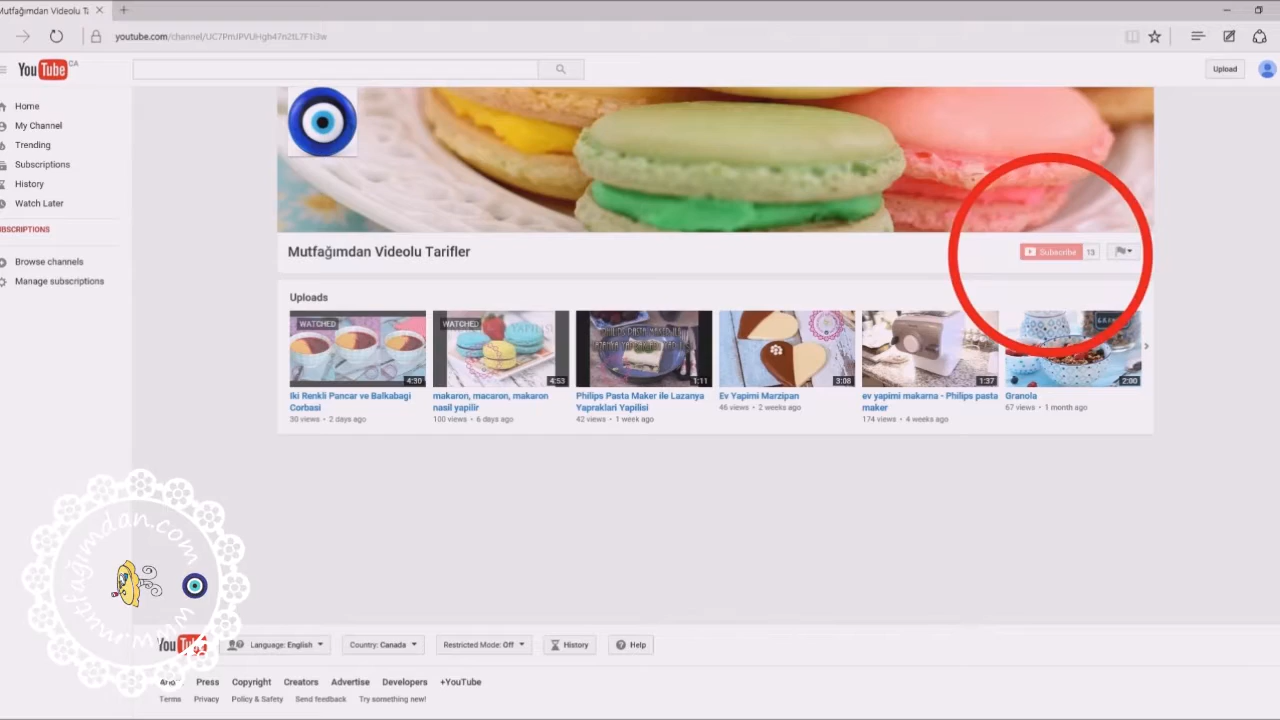 Mutfağımdan Videolu Ta
youtube.com/channel/UC7PmJPVUHgh47n2tL7F1i3w
YouTube CA
Upload
Home
My Channel
Trending
Subscriptions
History
Watch Later
Browse channels
Manage subscriptions
Mutfağımdan Videolu Tarifler
Subscribe 13
Uploads
WATCHED
4:30
Iki Renkli Pancar ve Balkabagi
Corbasi
30 views • 2 days ago
WATCHED
4:53
makaron, macaron, makaron
nasil yapilir
100 views • 6 days ago
1:11
Philips Pasta Maker ile Lazanya
Yapraklari Yapilisi
42 views • 1 week ago
3:08
Ev Yapimi Marzipan
46 views • 2 weeks ago
1:37
ev yapimi makarna - Philips pasta
maker
174 views • 4 weeks ago
2:00
Granola
67 views • 1 month ago
www.mutfağımdan.com
Language: English
Country: Canada
Restricted Mode: Off
History
Help
Press Copyright Creators Advertise Developers +YouTube
Terms Privacy Policy & Safety Send feedback Try something new!